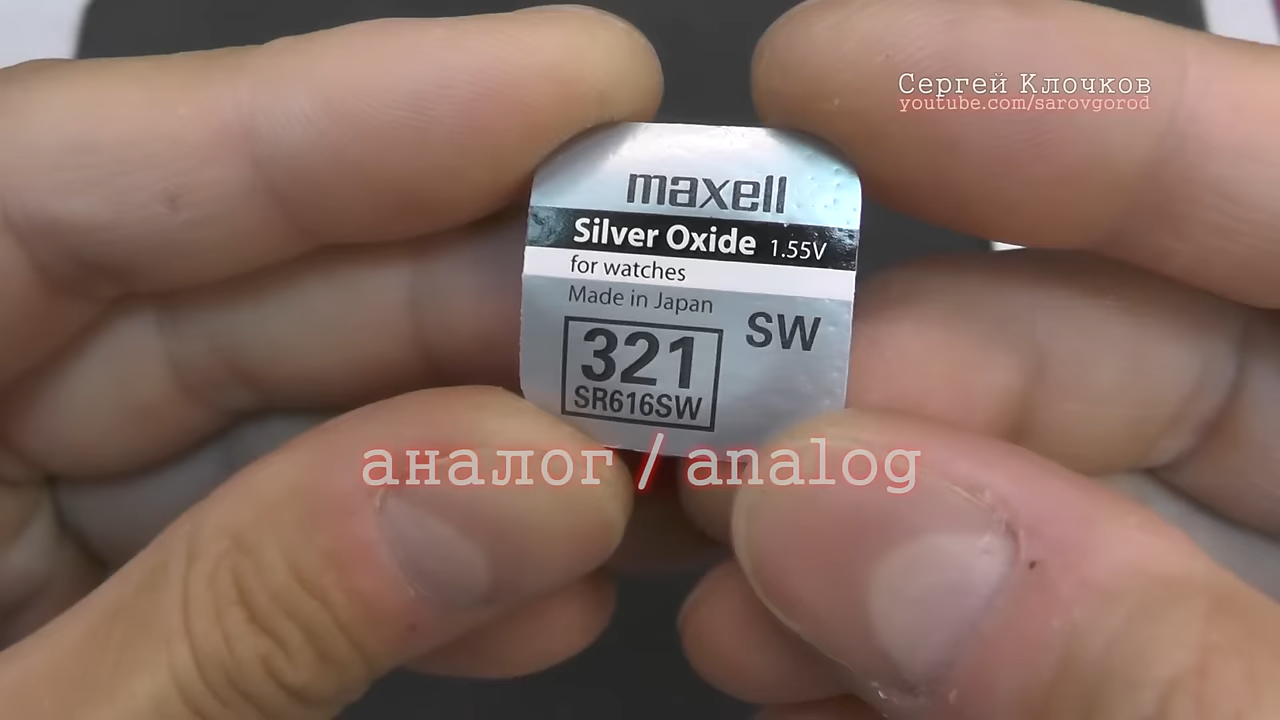 Сергей Клочков
youtube.com/sarovgorod
maxell
Silver Oxide 1.55V
for watches
Made in Japan
SW
321
SR616SW
аналог / analog